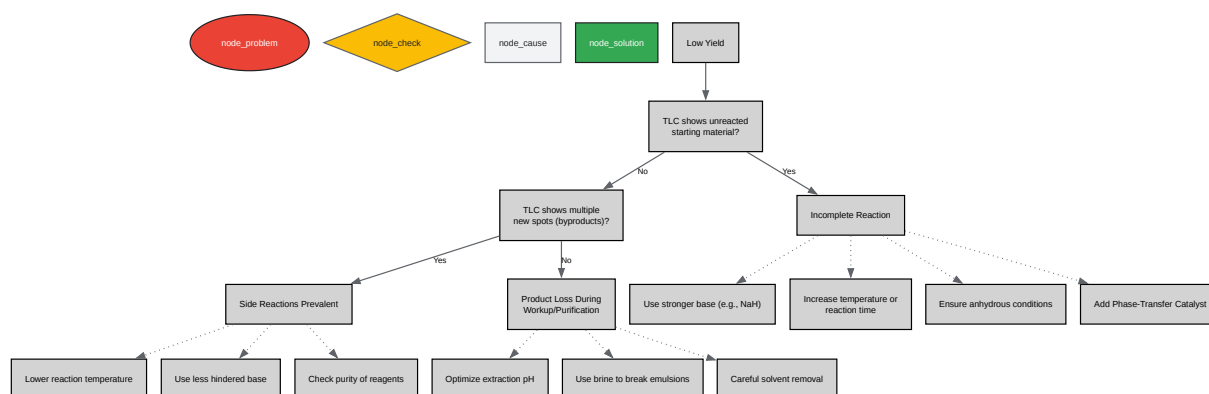 node_problem
node_check
node_cause
node_solution
Low Yield
TLC shows unreacted
starting material?
No
Yes
TLC shows multiple
new spots (byproducts)?
Incomplete Reaction
Yes
No
Side Reactions Prevalent
Product Loss During
Workup/Purification
Use stronger base (e.g., NaH)
Increase temperature or
reaction time
Ensure anhydrous conditions
Add Phase-Transfer Catalyst
Lower reaction temperature
Use less hindered base
Check purity of reagents
Optimize extraction pH
Use brine to break emulsions
Careful solvent removal